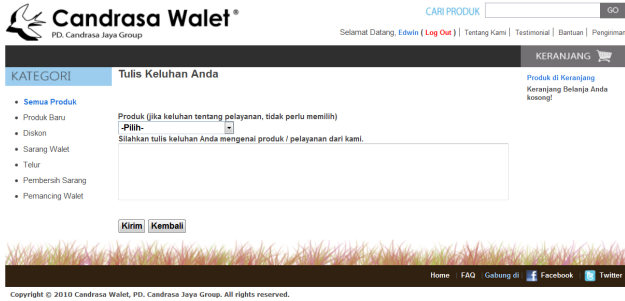 Candrasa Walet®
PD. Candrasa Jaya Group
CARI PRODUK
GO
Selamat Datang, Edwin ( Log Out ) | Tentang Kami | Testimonial | Bantuan | Pengiriman
KERANJANG
KATEGORI
Semua Produk
Produk Baru
Diskon
Sarang Walet
Telur
Pembersih Sarang
Pemancing Walet
Tulis Keluhan Anda
Produk (jika keluhan tentang pelayanan, tidak perlu memilih)
-Pilih-
Silahkan tulis keluhan Anda mengenai produk / pelayanan dari kami.
Kirim Kembali
Produk di Keranjang
Keranjang Belanja Anda
kosong!
Home | FAQ | Gabung di Facebook | Twitter
Copyright © 2010 Candrasa Walet, PD. Candrasa Jaya Group. All rights reserved.